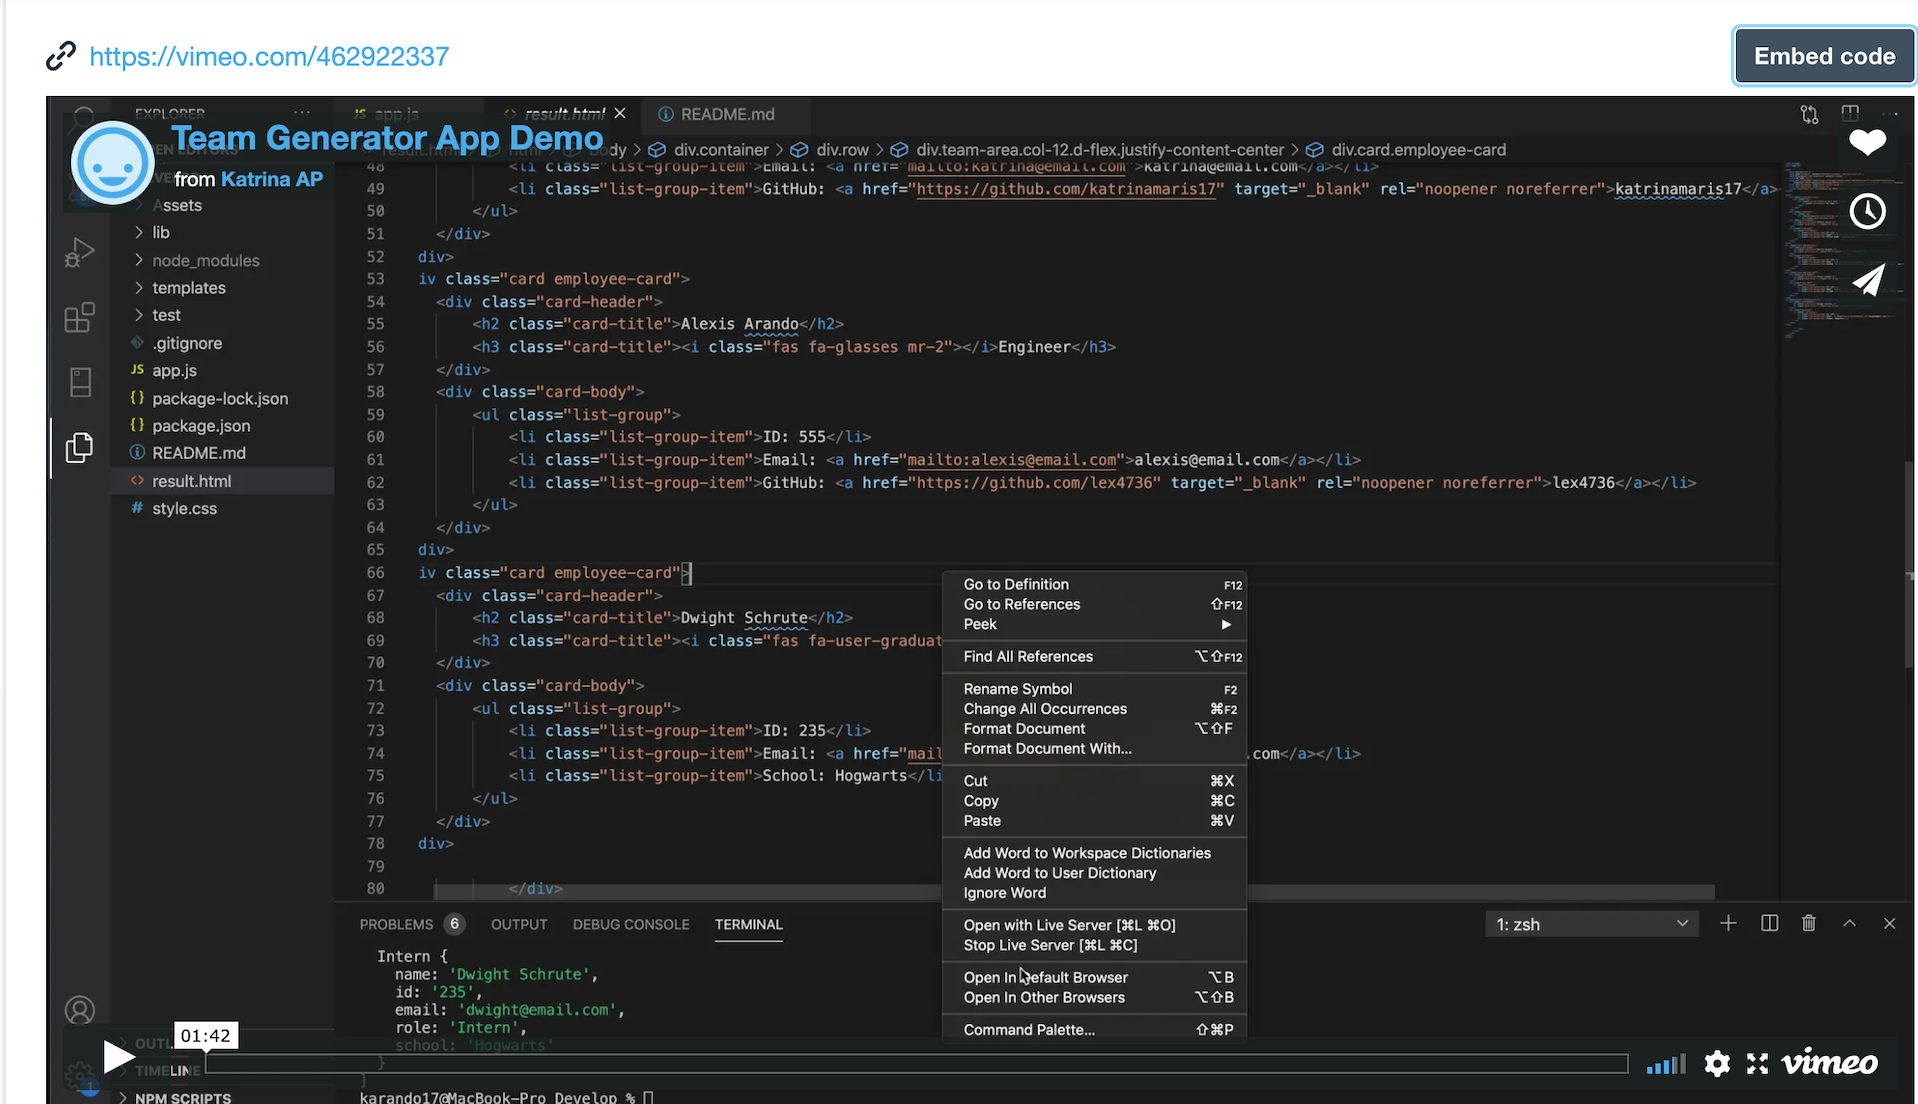 https://vimeo.com/462922337
Embed code
EXPLORER
JS app.js
<> result.html ×
README.md
Team Generator App Demo
from Katrina AP
div.container > div.row > div.team-area.col-12.d-flex.justify-content-center > div.card.employee-card
Assets
lib
node_modules
templates
test
.gitignore
JS app.js
{} package-lock.json
{} package.json
README.md
<> result.html
# style.css
48 <li class="list-group-item">Email: <a href="mailto:katrina@email.com">katrina@email.com</a></li>
49 <li class="list-group-item">GitHub: <a href="https://github.com/katrinamaris17" target="_blank" rel="noopener noreferrer">katrinamaris17</a>
50 </ul>
51 </div>
52 div>
53 iv class="card employee-card">
54 <div class="card-header">
55 <h2 class="card-title">Alexis Arando</h2>
56 <h3 class="card-title"><i class="fas fa-glasses mr-2"></i>Engineer</h3>
57 </div>
58 <div class="card-body">
59 <ul class="list-group">
60 <li class="list-group-item">ID: 555</li>
61 <li class="list-group-item">Email: <a href="mailto:alexis@email.com">alexis@email.com</a></li>
62 <li class="list-group-item">GitHub: <a href="https://github.com/lex4736" target="_blank" rel="noopener noreferrer">lex4736</a></li>
63 </ul>
64 </div>
65 div>
66 iv class="card employee-card">
67 <div class="card-header">
68 <h2 class="card-title">Dwight Schrute</h2>
69 <h3 class="card-title"><i class="fas fa-user-graduat
70 </div>
71 <div class="card-body">
72 <ul class="list-group">
73 <li class="list-group-item">ID: 235</li>
74 <li class="list-group-item">Email: <a href="mail .com</a></li>
75 <li class="list-group-item">School: Hogwarts</li
76 </ul>
77 </div>
78 div>
79
80 </div>
Go to Definition F12
Go to References ⇧F12
Peek ▶
Find All References ⌥⇧F12
Rename Symbol F2
Change All Occurrences ⌘F2
Format Document ⌥⇧F
Format Document With...
Cut ⌘X
Copy ⌘C
Paste ⌘V
Add Word to Workspace Dictionaries
Add Word to User Dictionary
Ignore Word
Open with Live Server [⌘L ⌘O]
Stop Live Server [⌘L ⌘C]
Open In Default Browser ⌥B
Open In Other Browsers ⌥⇧B
Command Palette... ⇧⌘P
PROBLEMS 6 OUTPUT DEBUG CONSOLE TERMINAL
1: zsh
Intern {
name: 'Dwight Schrute',
id: '235',
email: 'dwight@email.com',
role: 'Intern',
school: 'Hogwarts'
}
]
karando17@MacBook-Pro Develop %
01:42
OUTL
TIMELINE
NPM SCRIPTS
1
vimeo